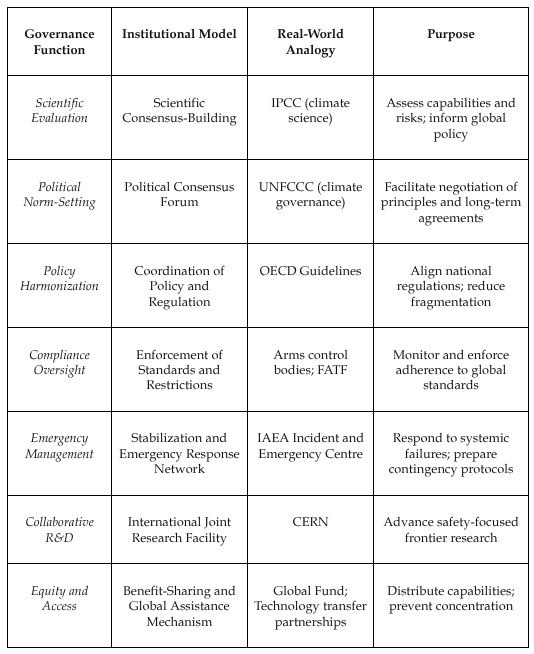 Governance
Function
Institutional Model
Real-World
Analogy
Purpose
Scientific
Evaluation
Scientific
Consensus-Building
IPCC (climate
science)
Assess capabilities and
risks; inform global
policy
Political
Norm-Setting
Political Consensus
Forum
UNFCCC (climate
governance)
Facilitate negotiation of
principles and long-term
agreements
Policy
Harmonization
Coordination of
Policy and
Regulation
OECD Guidelines
Align national
regulations; reduce
fragmentation
Compliance
Oversight
Enforcement of
Standards and
Restrictions
Arms control
bodies; FATF
Monitor and enforce
adherence to global
standards
Emergency
Management
Stabilization and
Emergency Response
Network
IAEA Incident and
Emergency Centre
Respond to systemic
failures; prepare
contingency protocols
Collaborative
R&D
International Joint
Research Facility
CERN
Advance safety-focused
frontier research
Equity and
Access
Benefit-Sharing and
Global Assistance
Mechanism
Global Fund;
Technology transfer
partnerships
Distribute capabilities;
prevent concentration